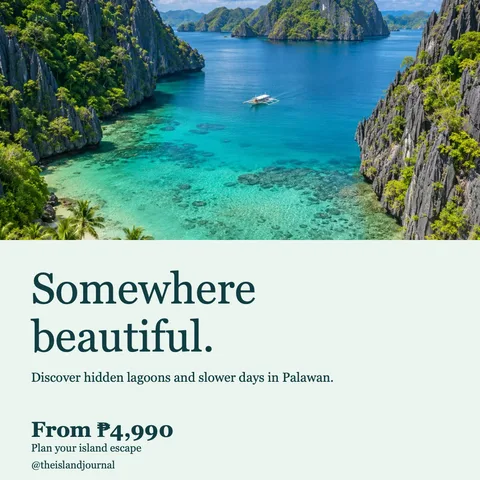 Somewhere
beautiful.
Discover hidden lagoons and slower days in Palawan.
From ₱4,990
Plan your island escape
@theislandjournal